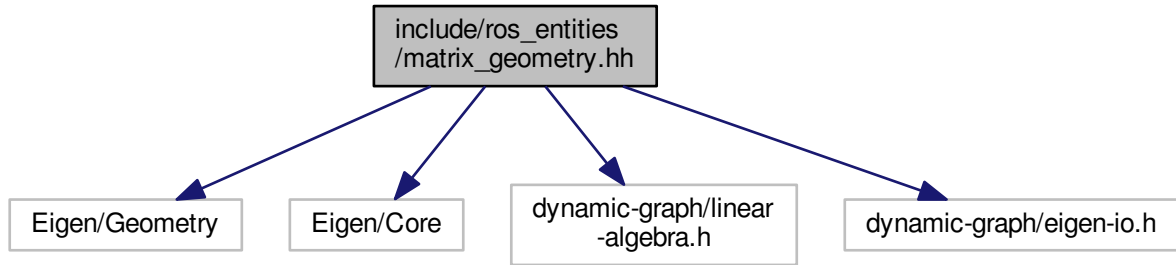 include/ros_entities
/matrix_geometry.hh
Eigen/Geometry
Eigen/Core
dynamic-graph/linear
-algebra.h
dynamic-graph/eigen-io.h